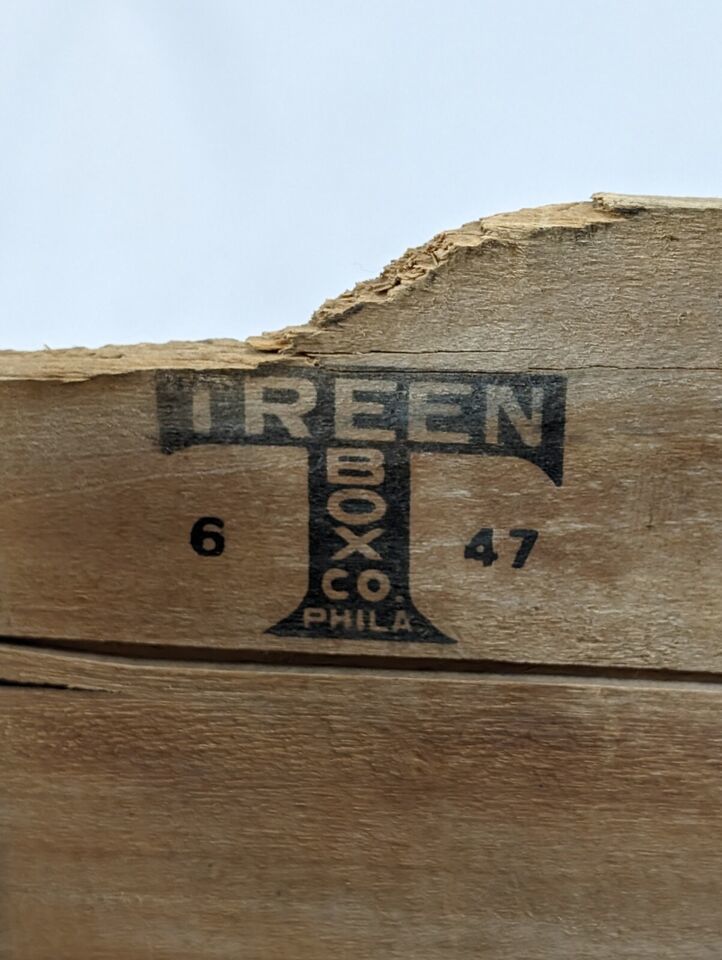 TREEN
BOX
CO.
PHILA
6 47